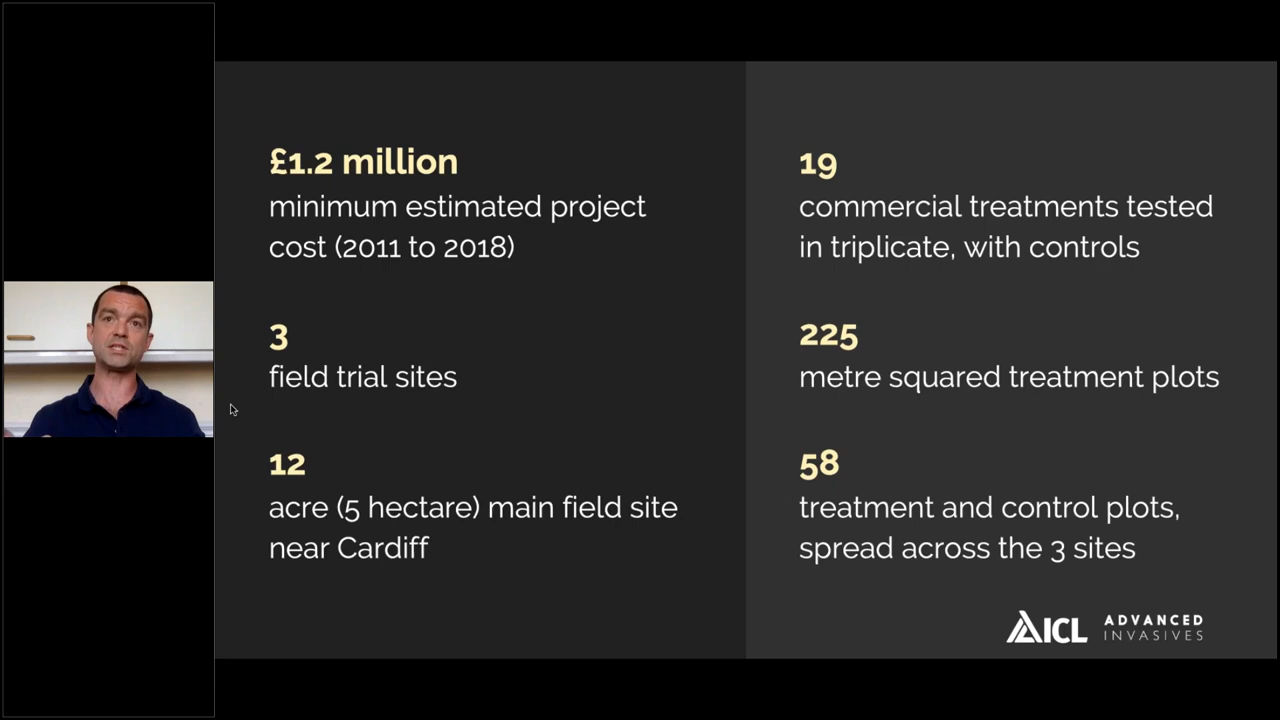 £1.2 million
minimum estimated project
cost (2011 to 2018)
3
field trial sites
12
acre (5 hectare) main field site
near Cardiff
19
commercial treatments tested
in triplicate, with controls
225
metre squared treatment plots
58
treatment and control plots,
spread across the 3 sites
AICL ADVANCED
INVASIVES